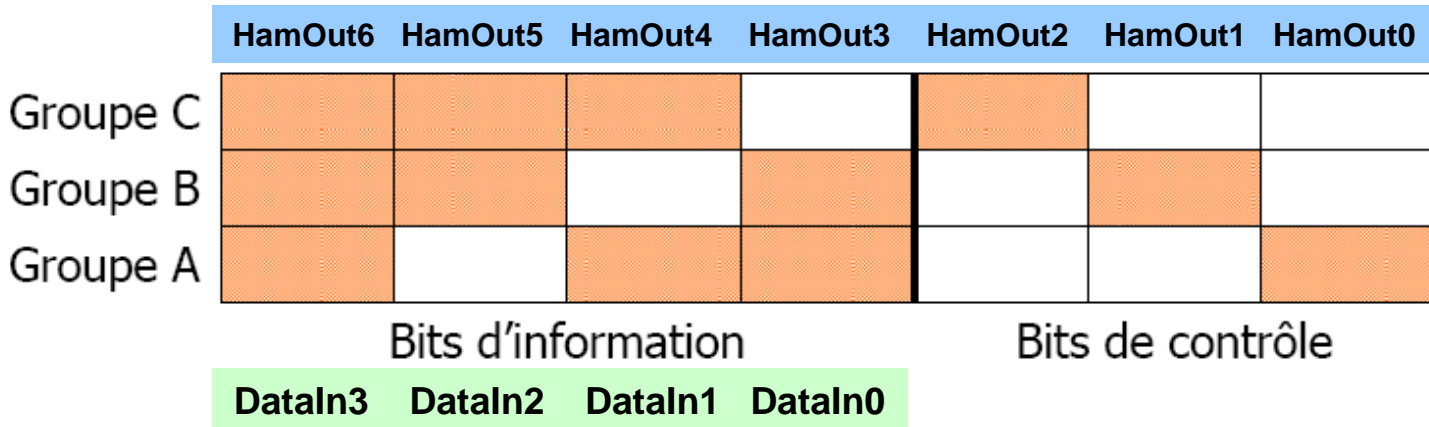 HamOut6 HamOut5 HamOut4 HamOut3 HamOut2 HamOut1 HamOut0
Groupe C
Groupe B
Groupe A
Bits d'information Bits de contrôle
DataIn3 DataIn2 DataIn1 DataIn0